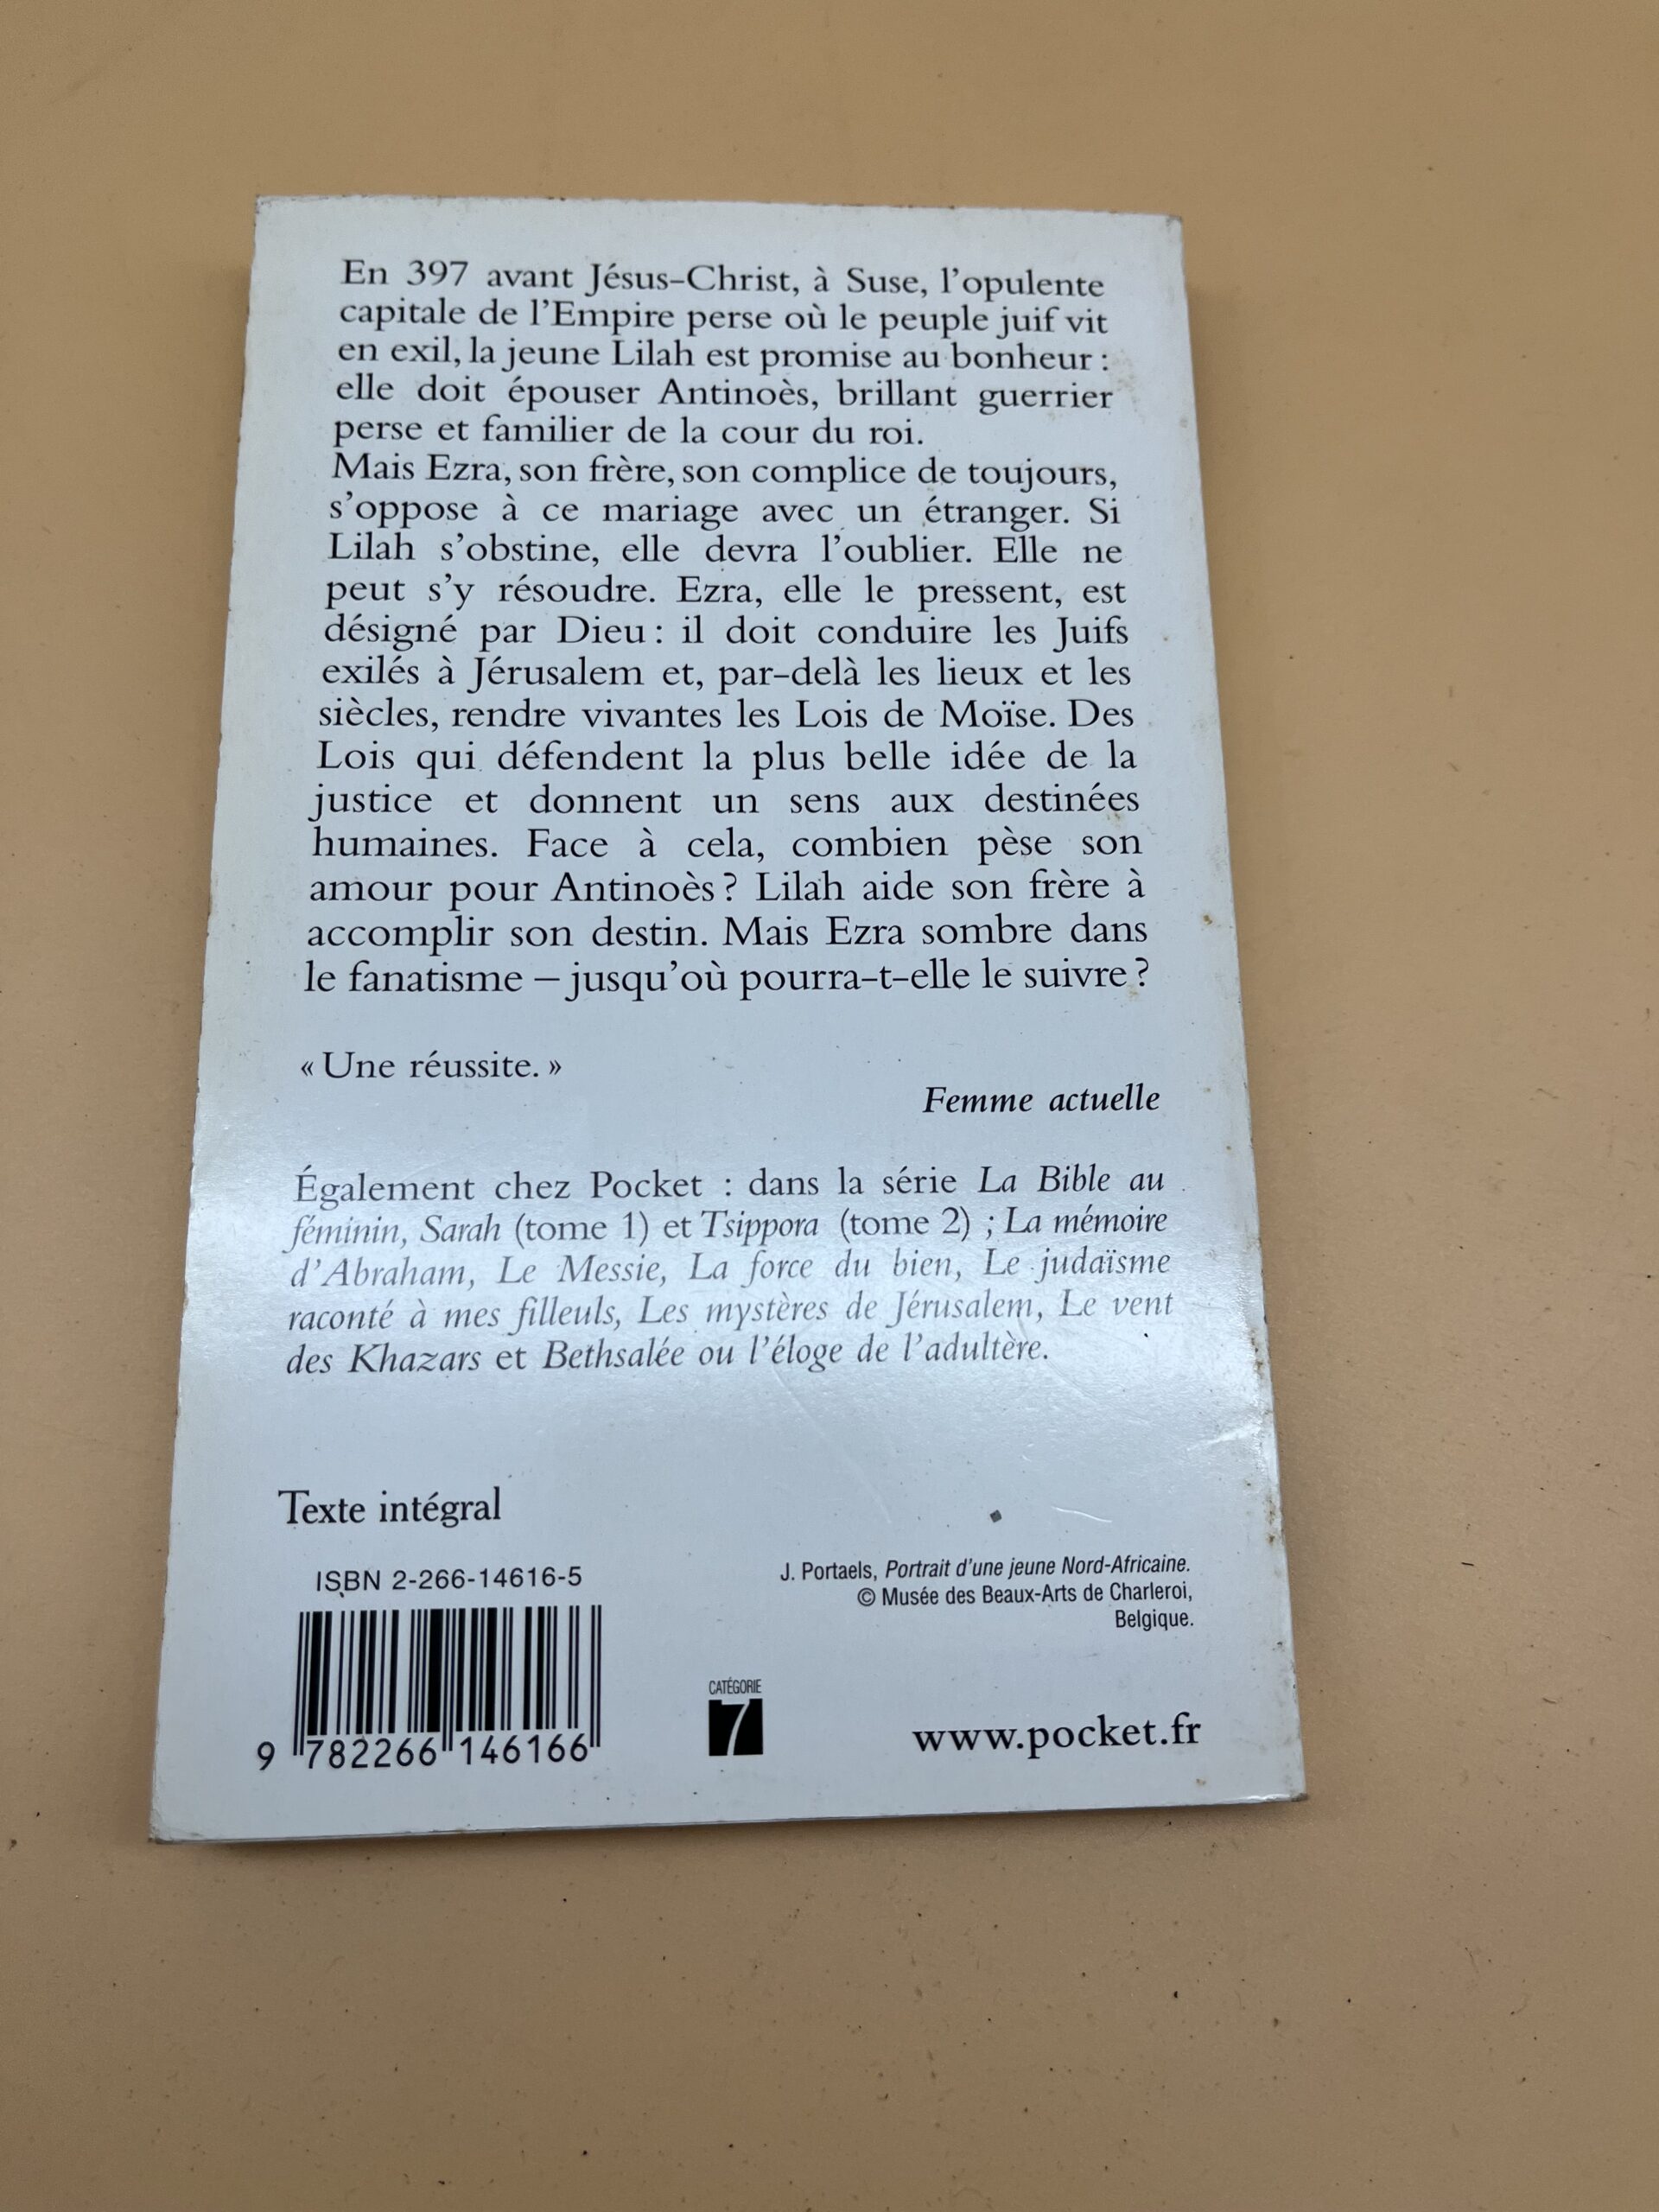 En 397 avant Jésus-Christ, à Suse, l'opulente
capitale de l'Empire perse où le peuple juif vit
en exil, la jeune Lilah est promise au bonheur :
elle doit épouser Antinoès, brillant guerrier
perse et familier de la cour du roi.
Mais Ezra, son frère, son complice de toujours,
s'oppose à ce mariage avec un étranger. Si
Lilah s'obstine, elle devra l'oublier. Elle ne
peut s'y résoudre. Ezra, elle le pressent, est
désigné par Dieu : il doit conduire les Juifs
exilés à Jérusalem et, par-delà les lieux et les
siècles, rendre vivantes les Lois de Moïse. Des
Lois qui défendent la plus belle idée de la
justice et donnent un sens aux destinées
humaines. Face à cela, combien pèse son
amour pour Antinoès ? Lilah aide son frère à
accomplir son destin. Mais Ezra sombre dans
le fanatisme – jusqu'où pourra-t-elle le suivre ?
« Une réussite. »
Femme actuelle
Également chez Pocket : dans la série La Bible au
féminin, Sarah (tome 1) et Tsippora (tome 2) ; La mémoire
d'Abraham, Le Messie, La force du bien, Le judaïsme
raconté à mes filleuls, Les mystères de Jérusalem, Le vent
des Khazars et Bethsalée ou l'éloge de l'adultère.
Texte intégral
ISBN 2-266-14616-5
9 782266 146166
J. Portaels, Portrait d'une jeune Nord-Africaine.
© Musée des Beaux-Arts de Charleroi,
Belgique.
CATÉGORIE
7
www.pocket.fr